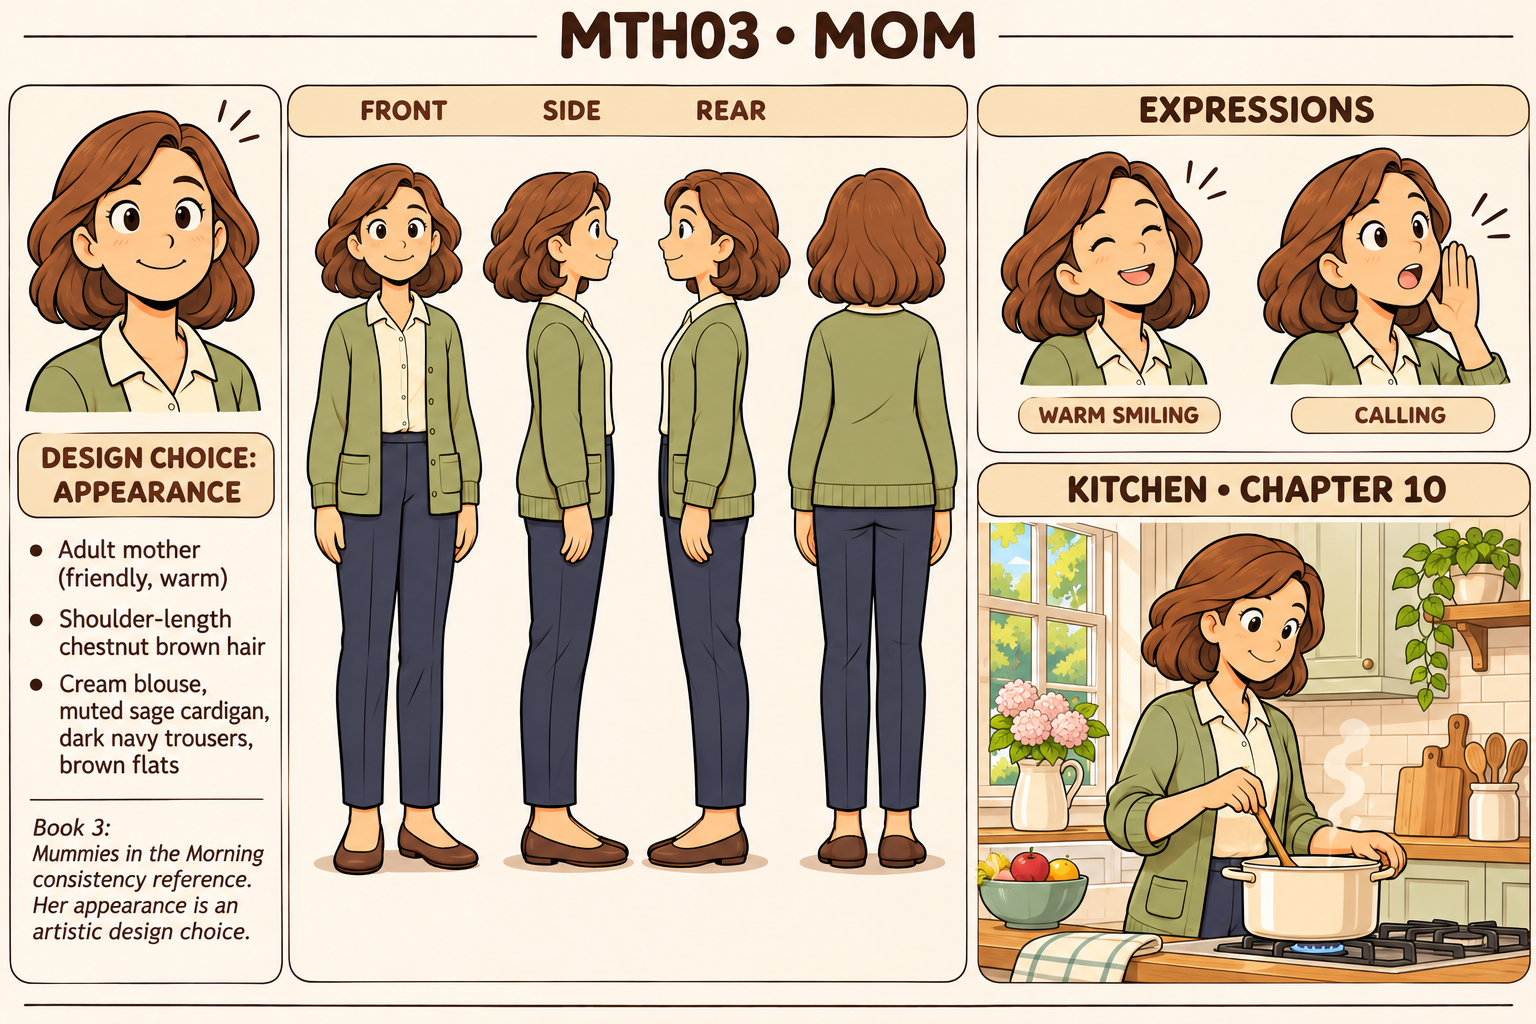 MTH03 • MOM
DESIGN CHOICE:
APPEARANCE
• Adult mother
(friendly, warm)
• Shoulder-length
chestnut brown hair
• Cream blouse,
muted sage cardigan,
dark navy trousers,
brown flats
Book 3:
Mummies in the Morning
consistency reference.
Her appearance is an
artistic design choice.
FRONT SIDE REAR
EXPRESSIONS
WARM SMILING CALLING
KITCHEN • CHAPTER 10